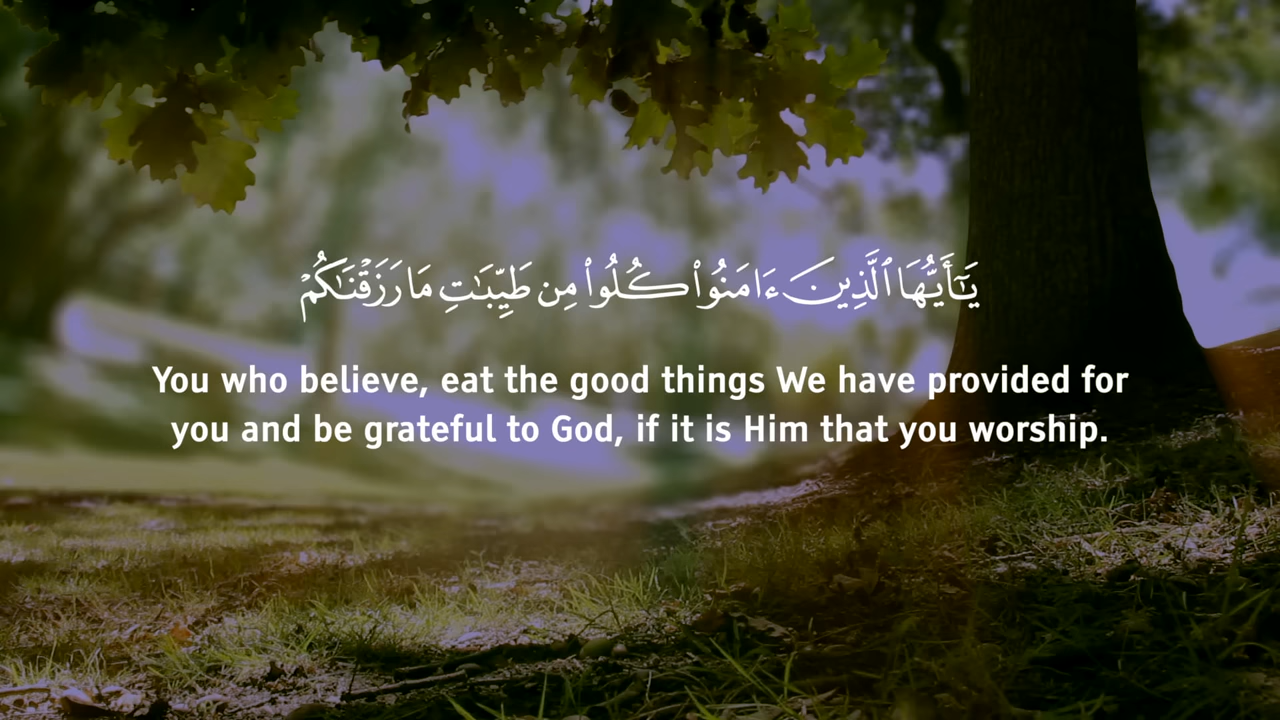 يَٰٓأَيُّهَا ٱلَّذِينَ ءَامَنُوا۟ كُلُوا۟ مِن طَيِّبَٰتِ مَا رَزَقْنَٰكُمْ
You who believe, eat the good things We have provided for
you and be grateful to God, if it is Him that you worship.